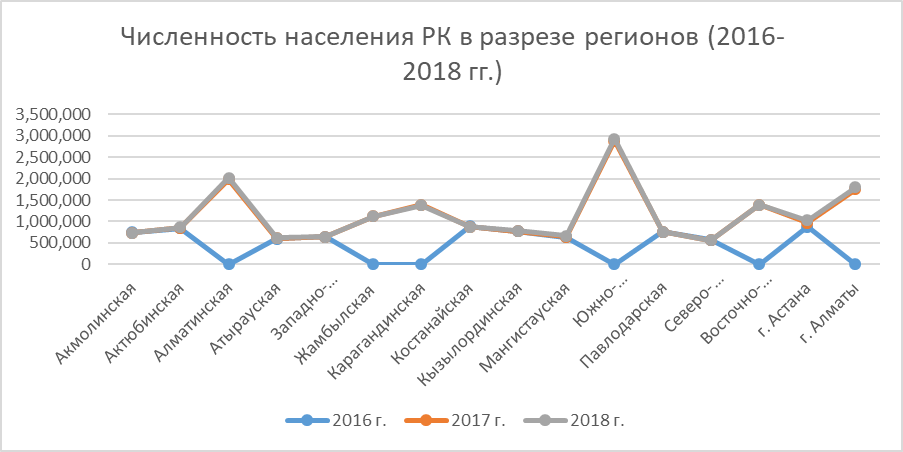 Численность населения РК в разрезе регионов (2016-
2018 гг.)
3,500,000
3,000,000
2,500,000
2,000,000
1,500,000
1,000,000
500,000
0
Акмолинская
Актюбинская
Алматинская
Атырауская
Западно-...
Жамбылская
Карагандинская
Костанайская
Кызылординская
Мангистауская
Южно-...
Павлодарская
Северо-...
Восточно-...
г. Астана
г. Алматы
2016 г.
2017 г.
2018 г.